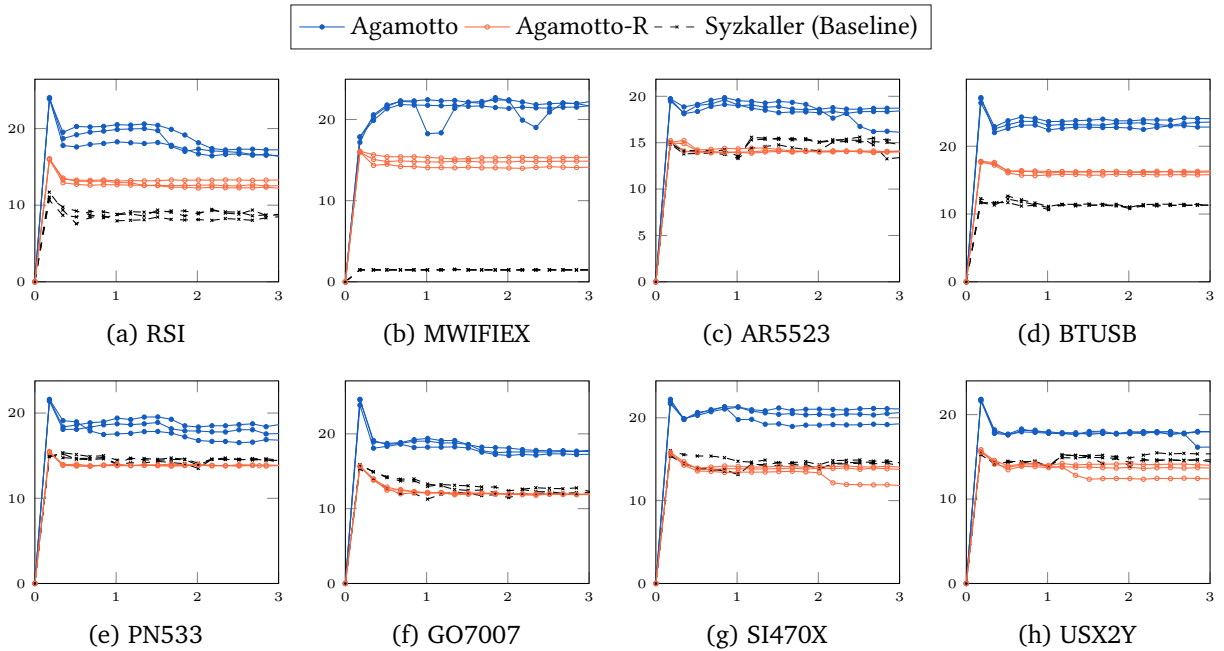 Agamotto Agamotto-R Syzkaller (Baseline)
20
10
0
0 1 2 3
(a) RSI
20
10
0
0 1 2 3
(b) MWIFIEX
20
15
10
5
0
0 1 2 3
(c) AR5523
20
10
0
0 1 2 3
(d) BTUSB
20
10
0
0 1 2 3
(e) PN533
20
10
0
0 1 2 3
(f) GO7007
20
10
0
0 1 2 3
(g) SI470X
20
10
0
0 1 2 3
(h) USX2Y